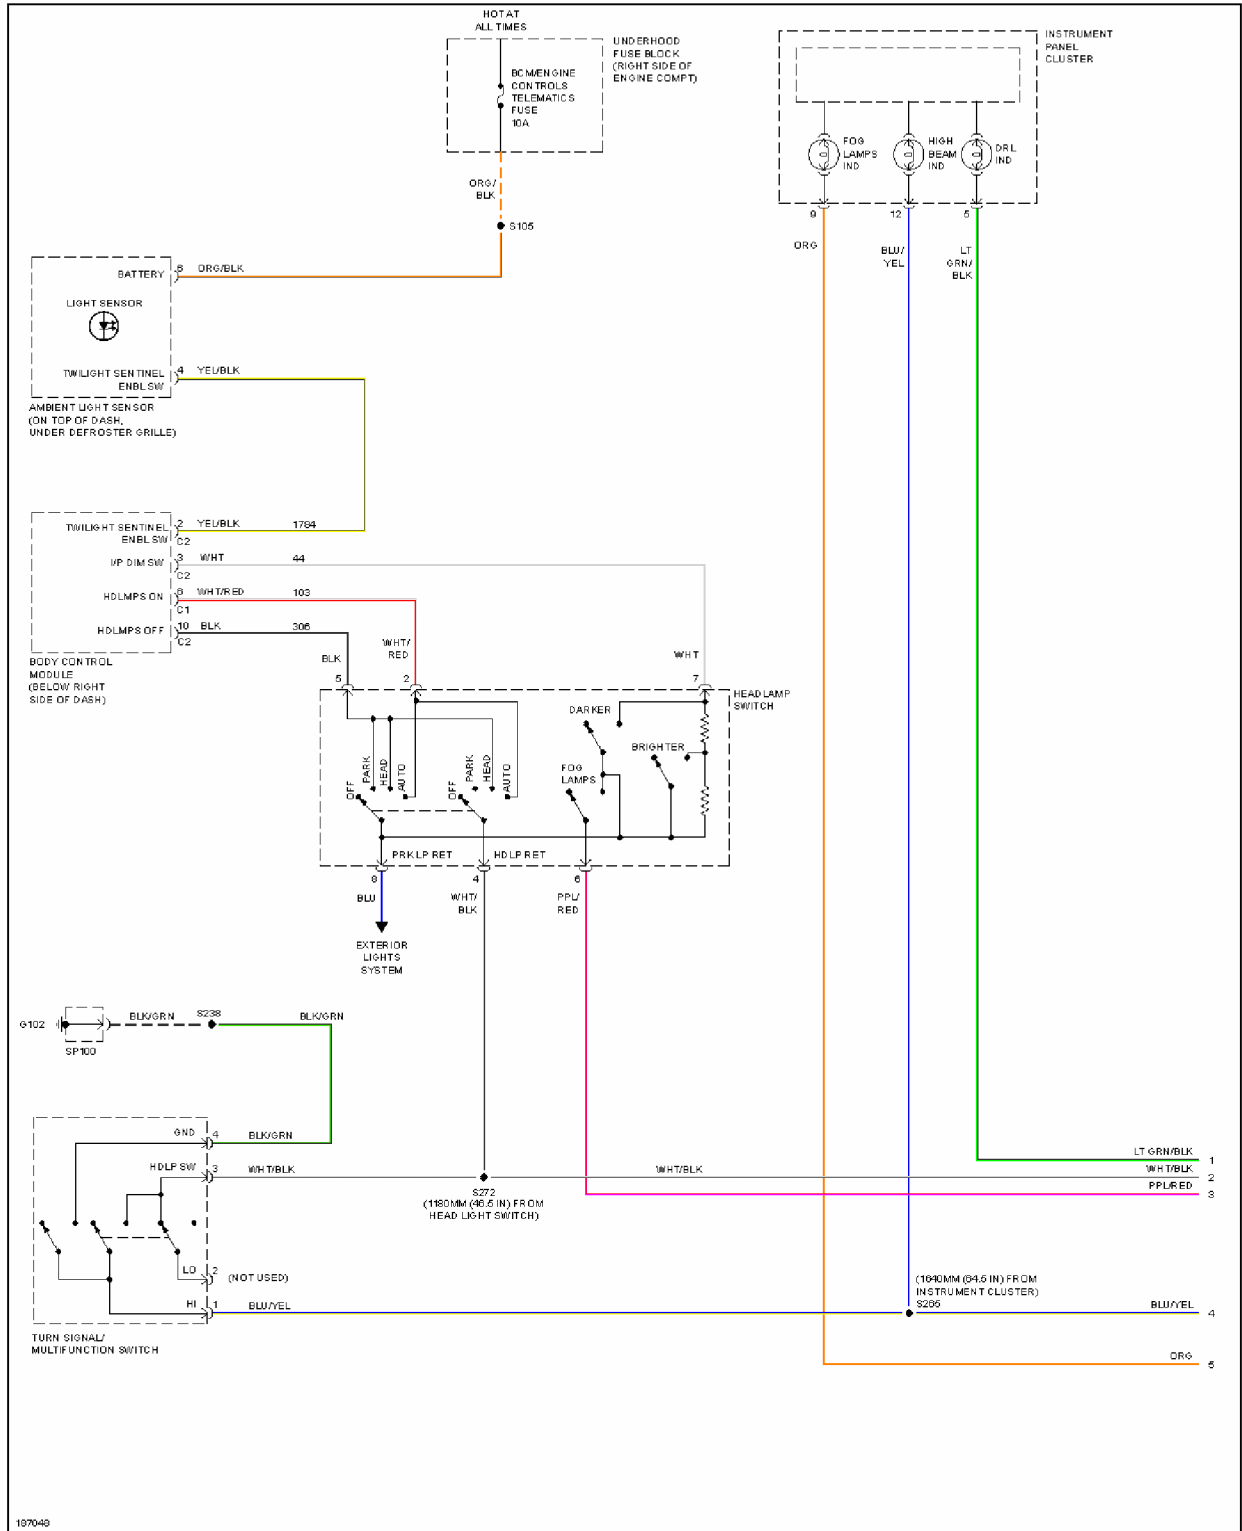 HOT AT
ALL TIMES
UNDERHOOD
FUSE BLOCK
(RIGHT SIDE OF
ENGINE COMPT)
BCM/ENGINE
CONTROLS
TELEMATICS
FUSE
10A
ORG/
BLK
S105
INSTRUMENT
PANEL
CLUSTER
FOG
LAMPS
IND
HIGH
BEAM
IND
DRL
IND
9
12
5
ORG
BLU/
YEL
LT
GRN/
BLK
BATTERY
6
ORG/BLK
LIGHT SENSOR
TWILIGHT SENTINEL
ENBL SW
4
YEL/BLK
AMBIENT LIGHT SENSOR
(ON TOP OF DASH,
UNDER DEFROSTER GRILLE)
TWILIGHT SENTINEL
ENBL SW
2
C2
YEL/BLK
1784
I/P DIM SW
3
C2
WHT
44
HDLMPS ON
6
C1
WHT/RED
103
HDLMPS OFF
10
C2
BLK
306
BODY CONTROL
MODULE
(BELOW RIGHT
SIDE OF DASH)
BLK
WHT/
RED
WHT
5
2
7
HEADLAMP
SWITCH
DARKER
BRIGHTER
FOG
LAMPS
OFF
PARK
HEAD
AUTO
OFF
PARK
HEAD
AUTO
PRKLP RET
HDLP RET
8
4
6
BLU
WHT/
BLK
PPL/
RED
EXTERIOR
LIGHTS
SYSTEM
G102
SP100
BLK/GRN
S238
BLK/GRN
GND
4
BLK/GRN
HDLP SW
3
WHT/BLK
S272
(1180MM (46.5 IN) FROM
HEAD LIGHT SWITCH)
WHT/BLK
LT GRN/BLK
1
WHT/BLK
2
PPL/RED
3
LO
2
(NOT USED)
HI
1
BLU/YEL
(1640MM (64.5 IN) FROM
INSTRUMENT CLUSTER)
S265
BLU/YEL
4
TURN SIGNAL/
MULTIFUNCTION SWITCH
ORG
5
187048